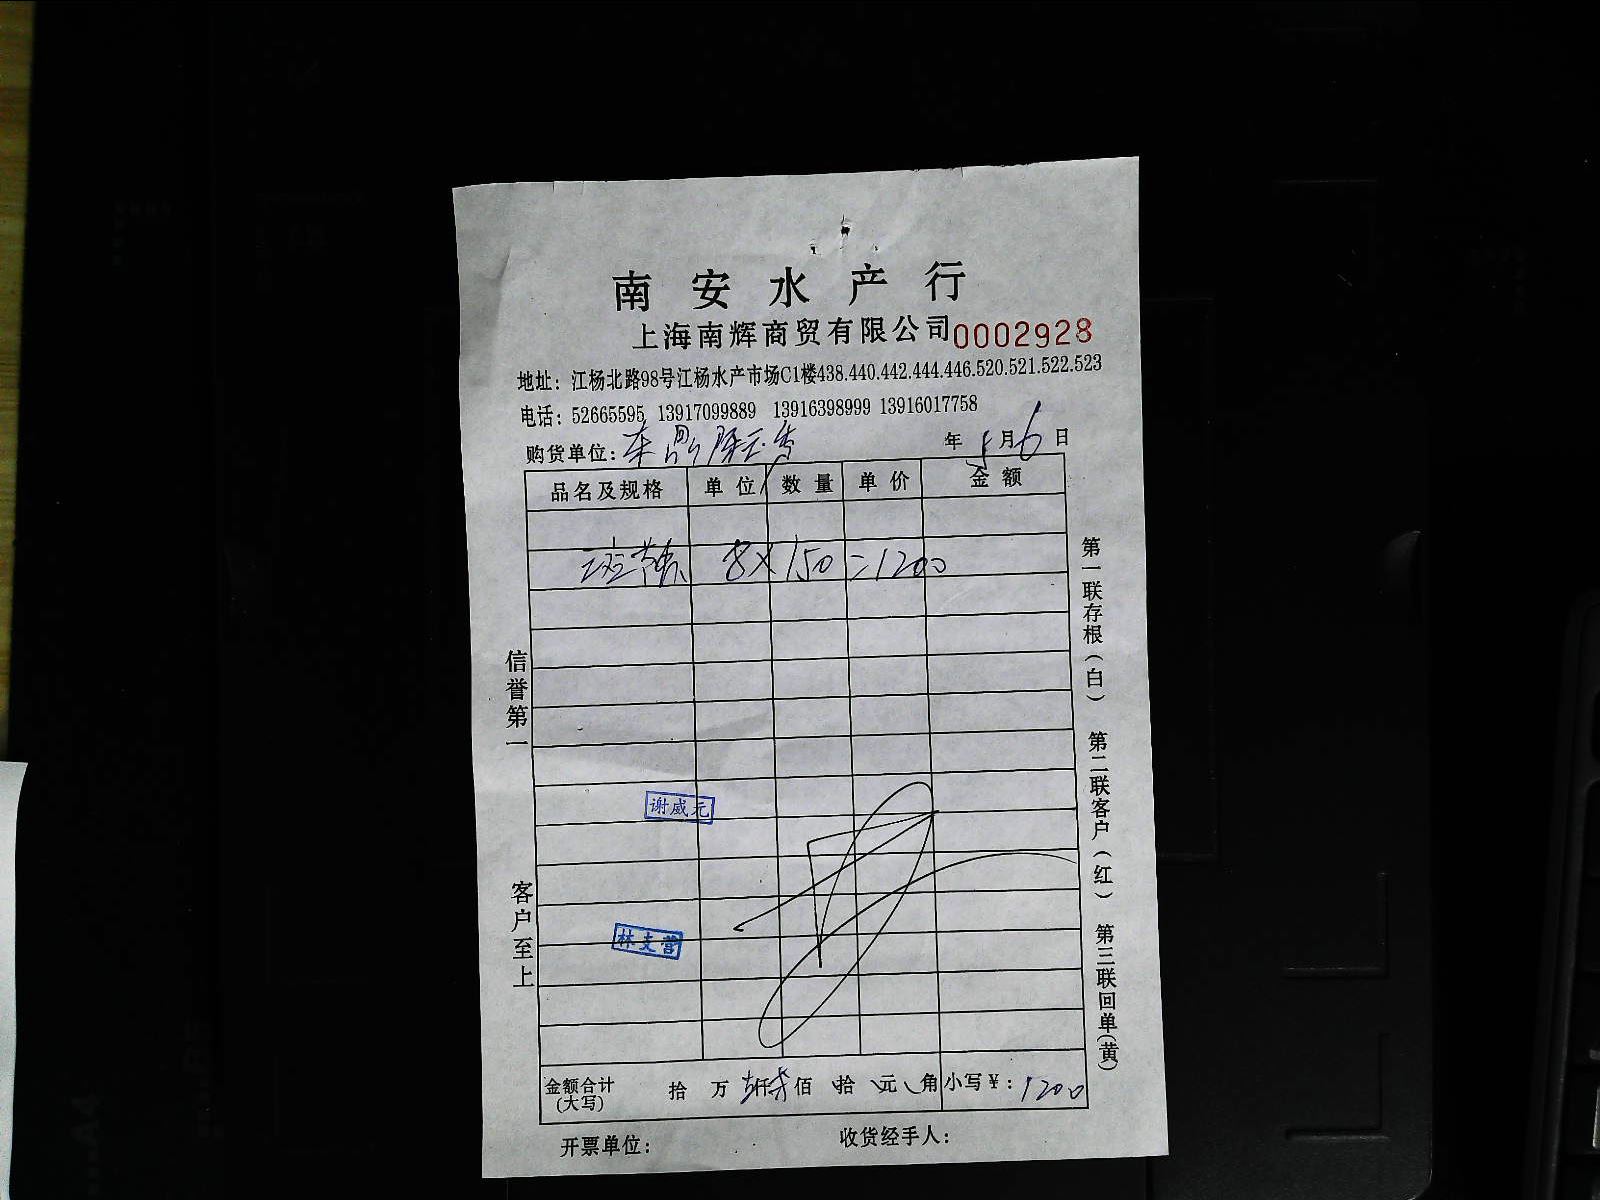 南安水产行
上海南辉商贸有限公司0002928
地址：江杨北路98号江杨水产市场C1楼438.440.442.444.446.520.521.522.523
电话：52665595 13917099889 13916398999 13916017758
购货单位： 年 5月6日
品名及规格 单位 数量 单价 金额
斑节 8×150=1200
信誉第一
客户至上
谢威元
林支营
第一联存根（白） 第二联客户（红） 第三联回单（黄）
金额合计（大写） 拾 万 仟 佰 拾 元 角 小写￥：1200
开票单位： 收货经手人：